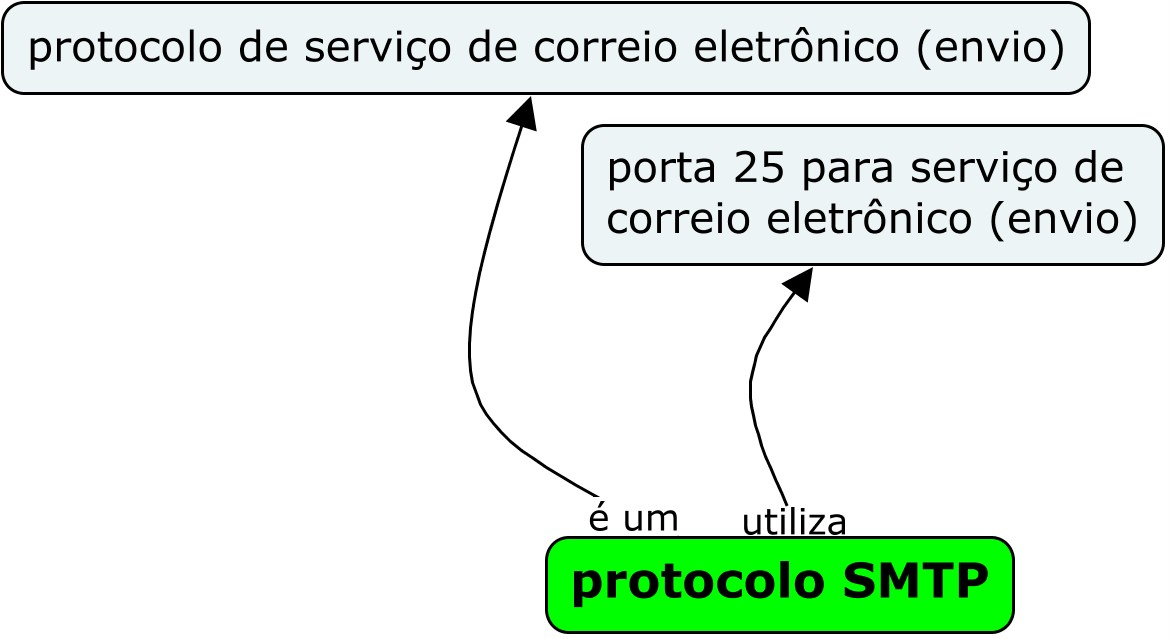 protocolo de serviço de correio eletrônico (envio)
porta 25 para serviço de
correio eletrônico (envio)
é um
utiliza
protocolo SMTP